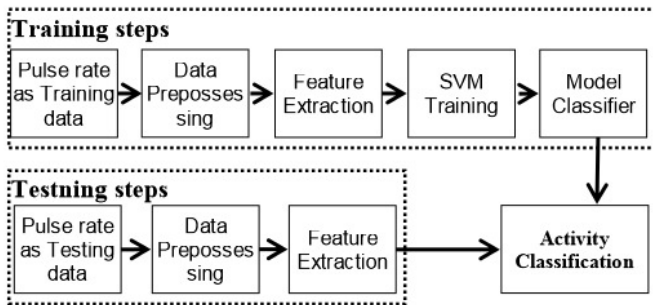 Training steps
Pulse rate
as Training
data
Data
Preposses
sing
Feature
Extraction
SVM
Training
Model
Classifier
Testning steps
Pulse rate
as Testing
data
Data
Preposses
sing
Feature
Extraction
Activity
Classification